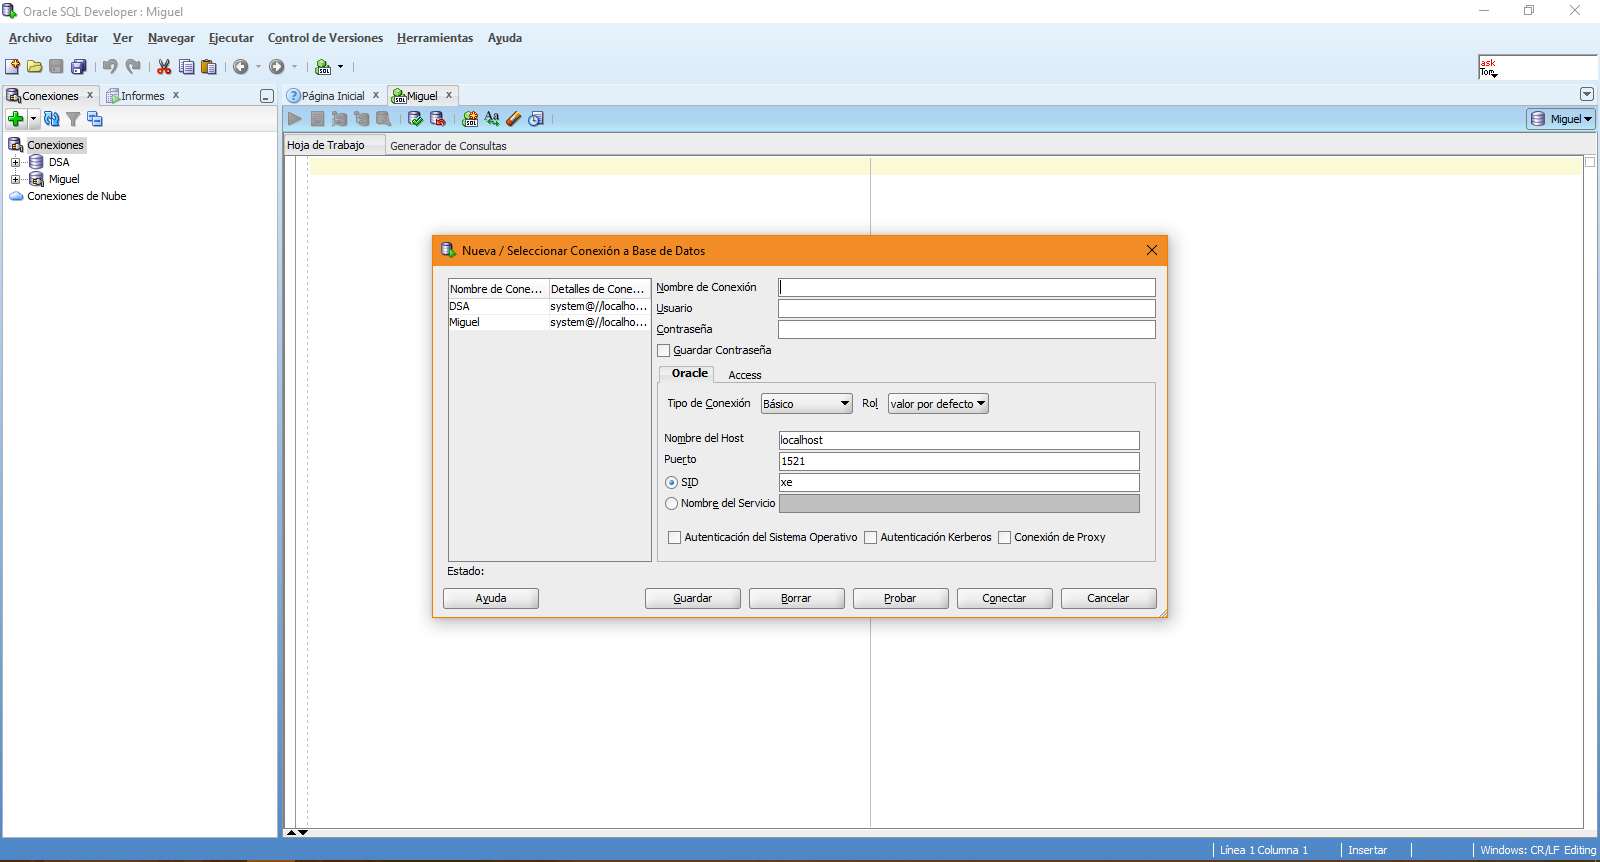 Oracle SQL Developer : Miguel
Archivo Editar Ver Navegar Ejecutar Control de Versiones Herramientas Ayuda
SQL
ask
Tom
Conexiones x Informes x
Página Inicial x SQL Miguel x
SQL Aa
Miguel
Conexiones
DSA
Miguel
Conexiones de Nube
Hoja de Trabajo Generador de Consultas
Nueva / Seleccionar Conexión a Base de Datos
Nombre de Cone... Detalles de Cone...
DSA system@//localho...
Miguel system@//localho...
Nombre de Conexión
Usuario
Contraseña
Guardar Contraseña
Oracle Access
Tipo de Conexión Básico Rol valor por defecto
Nombre del Host localhost
Puerto 1521
SID xe
Nombre del Servicio
Autenticación del Sistema Operativo Autenticación Kerberos Conexión de Proxy
Estado:
Ayuda Guardar Borrar Probar Conectar Cancelar
Línea 1 Columna 1 Insertar Windows: CR/LF Editing